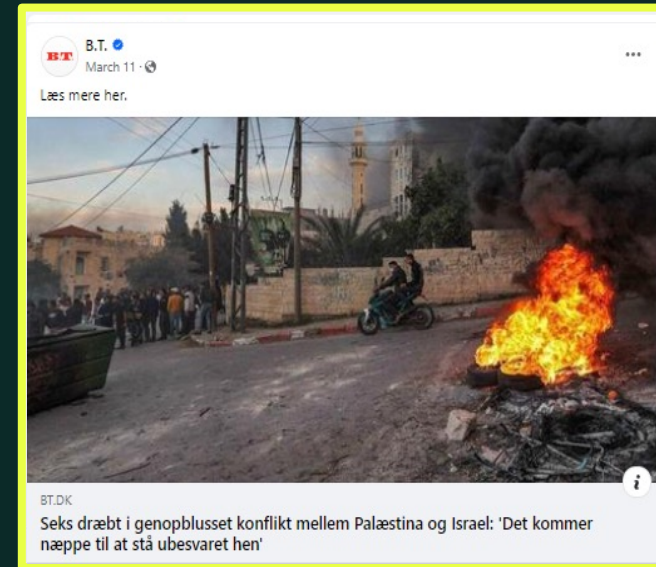 B.T.
B.T.
March 11
Læs mere her.
BT.DK
Seks dræbt i genopblusset konflikt mellem Palæstina og Israel: 'Det kommer
næppe til at stå ubesvaret hen'